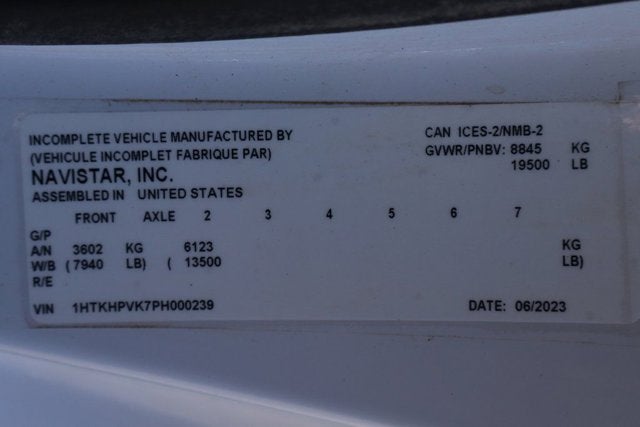 INCOMPLETE VEHICLE MANUFACTURED BY CAN ICES-2/NMB-2
(VEHICULE INCOMPLET FABRIQUE PAR) GVWR/PNBV: 8845 KG
NAVISTAR, INC. 19500 LB
ASSEMBLED IN UNITED STATES
FRONT AXLE 2 3 4 5 6 7
G/P
A/N 3602 KG 6123 KG
W/B ( 7940 LB) ( 13500 LB)
R/E
VIN 1HTKHPVK7PH000239 DATE: 06/2023